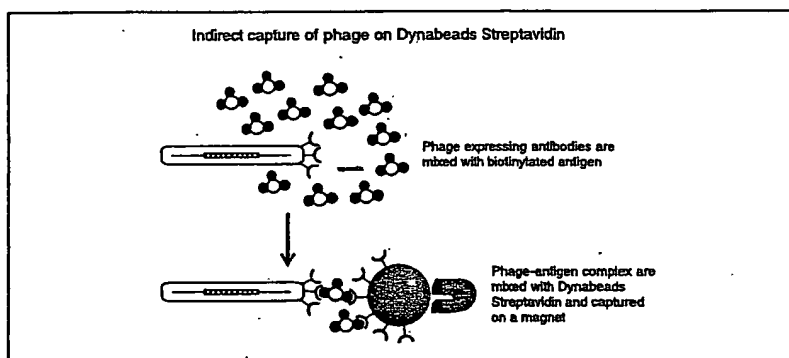 Indirect capture of phage on Dynabeads Streptavidin
Phage expressing antibodies are
mixed with biotinylated antigen
Phage-antigen complex are
mixed with Dynabeads
Streptavidin and captured
on a magnet